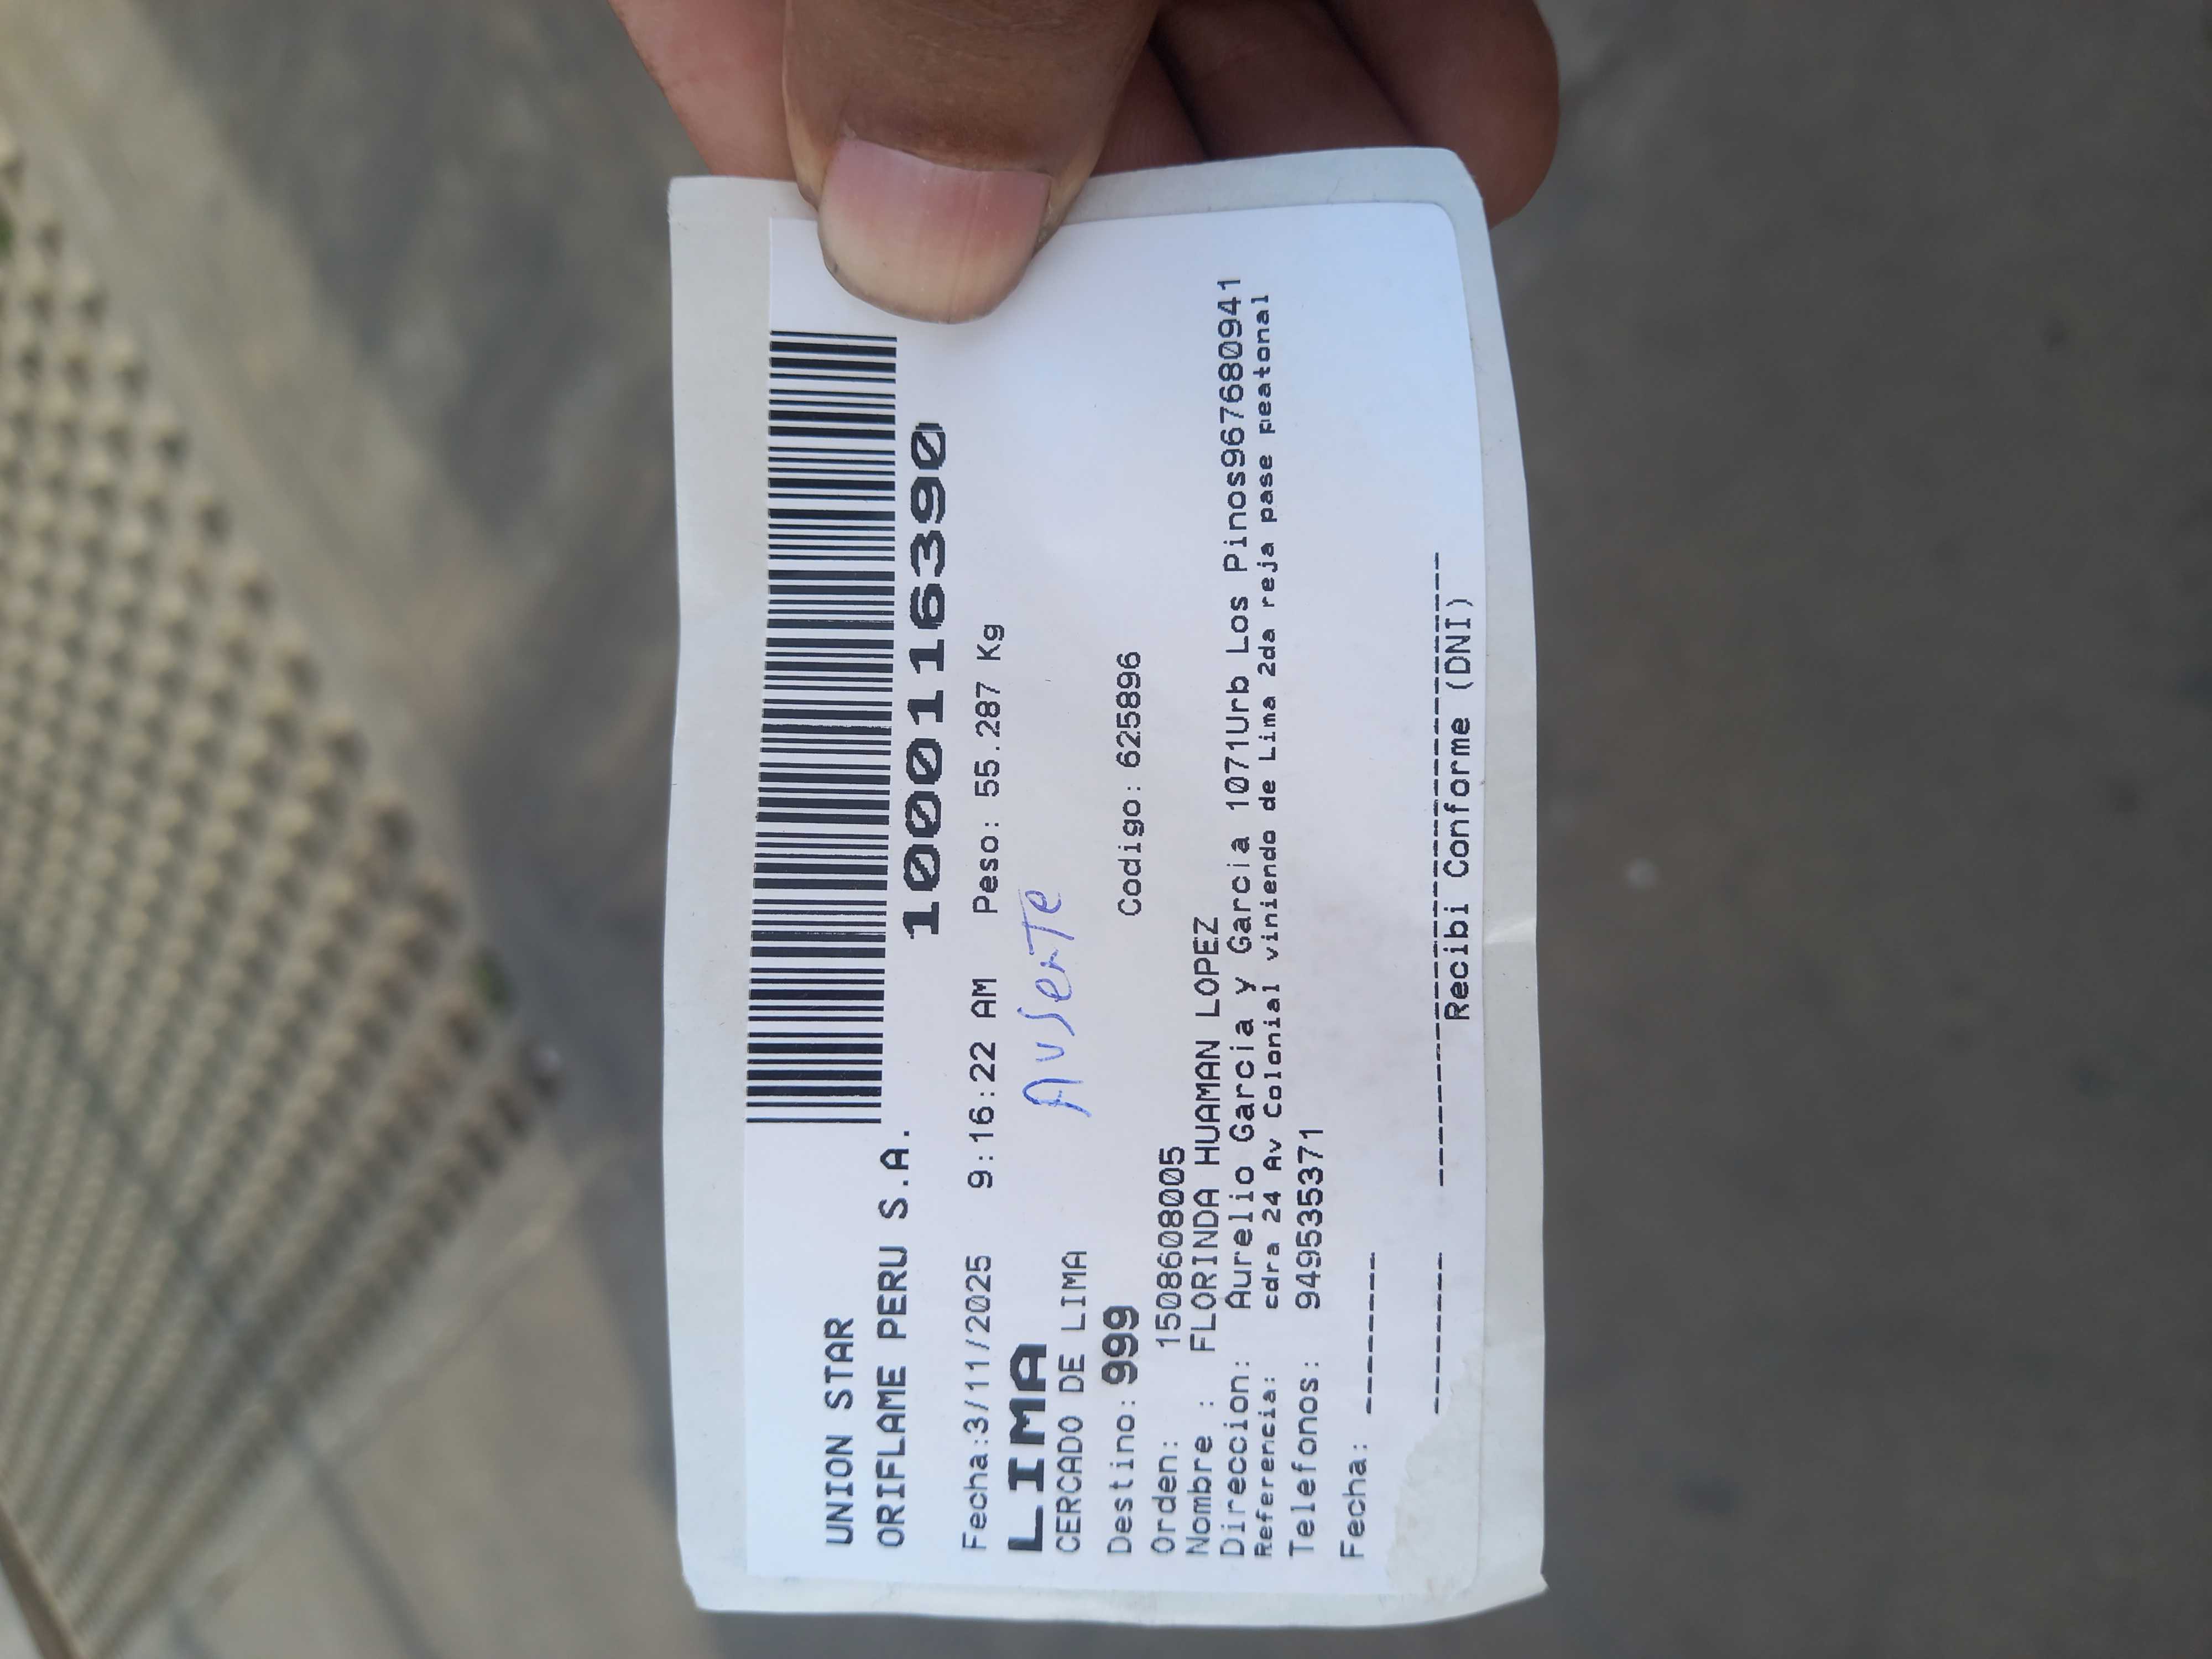 UNION STAR
ORIFLAME PERU S.A.
1000116390
Fecha:3/11/2025 9:16:22 AM Peso: 55.287 Kg
LIMA
Ausente
CERCADO DE LIMA
Destino: 999 Codigo: 625896
Orden: 1508608005
Nombre : FLORINDA HUAMAN LOPEZ
Direccion: Aurelio Garcia y Garcia 1071Urb Los Pinos967680941
Referencia: cdra 24 Av Colonial viniendo de Lima 2da reja pase peatonal
Telefonos: 949535371
Fecha: --------
Recibi Conforme (DNI)